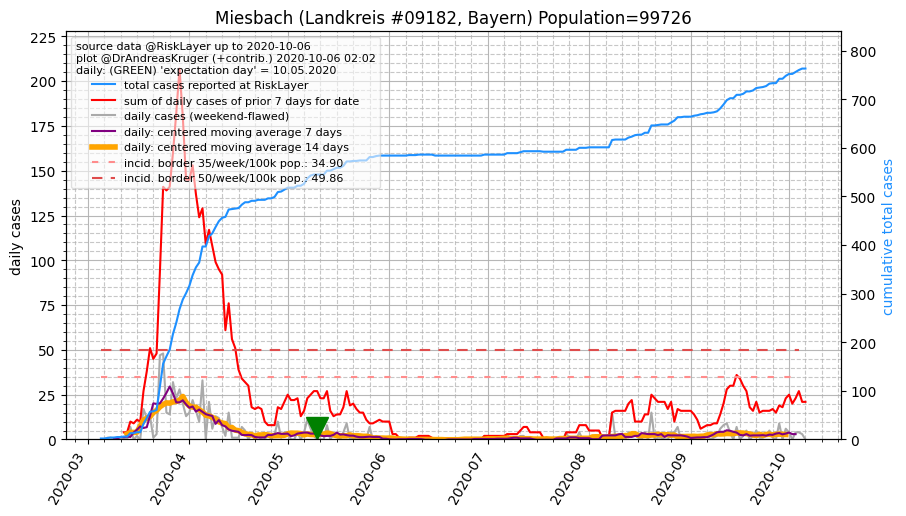 Miesbach (Landkreis #09182, Bayern) Population=99726
source data @RiskLayer up to 2020-10-06
plot @DrAndreasKruger (+contrib.) 2020-10-06 02:02
daily: (GREEN) 'expectation day' = 10.05.2020
total cases reported at RiskLayer
sum of daily cases of prior 7 days for date
daily cases (weekend-flawed)
daily: centered moving average 7 days
daily: centered moving average 14 days
incid. border 35/week/100k pop.: 34.90
incid. border 50/week/100k pop.: 49.86
daily cases
225
200
175
150
125
100
75
50
25
0
cumulative total cases
800
700
600
500
400
300
200
100
0
2020-03
2020-04
2020-05
2020-06
2020-07
2020-08
2020-09
2020-10